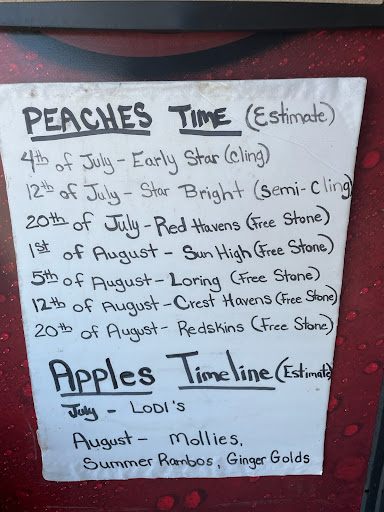 PEACHES TIME (Estimate)
4th of July - Early Star (Cling)
12th of July - Star Bright (Semi-Cling)
20th of July - Red Havens (Free Stone)
1st of August - Sun High (Free Stone)
5th of August - Loring (Free Stone)
12th of August - Crest Havens (Free Stone)
20th of August - Redskins (Free Stone)
Apples Timeline (Estimate)
July - LODI'S
August - Mollies,
Summer Rambos, Ginger Golds